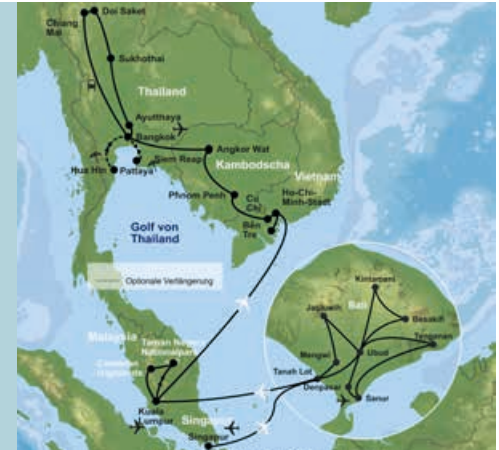 Chiang
Mai
Doi Saket
Sukhothai
Thailand
Ayutthaya
Bangkok
Angkor Wat
Siem Reap
Kambodscha
Hua Hin
Pattaya
Vietnam
Phnom Penh
Cu
Chi
Ho-Chi-
Minh-Stadt
Bến
Tre
Golf von
Thailand
Optionale Verlängerung
Kintamani
Jatiluwih
Bali
Besakih
Tenganan
Mengwi
Ubud
Tanah Lot
Denpasar
Sanur
Malaysia
Taman Negara
Nationalpark
Cameron
Highlands
Kuala
Lumpur
Singapur
Singapur